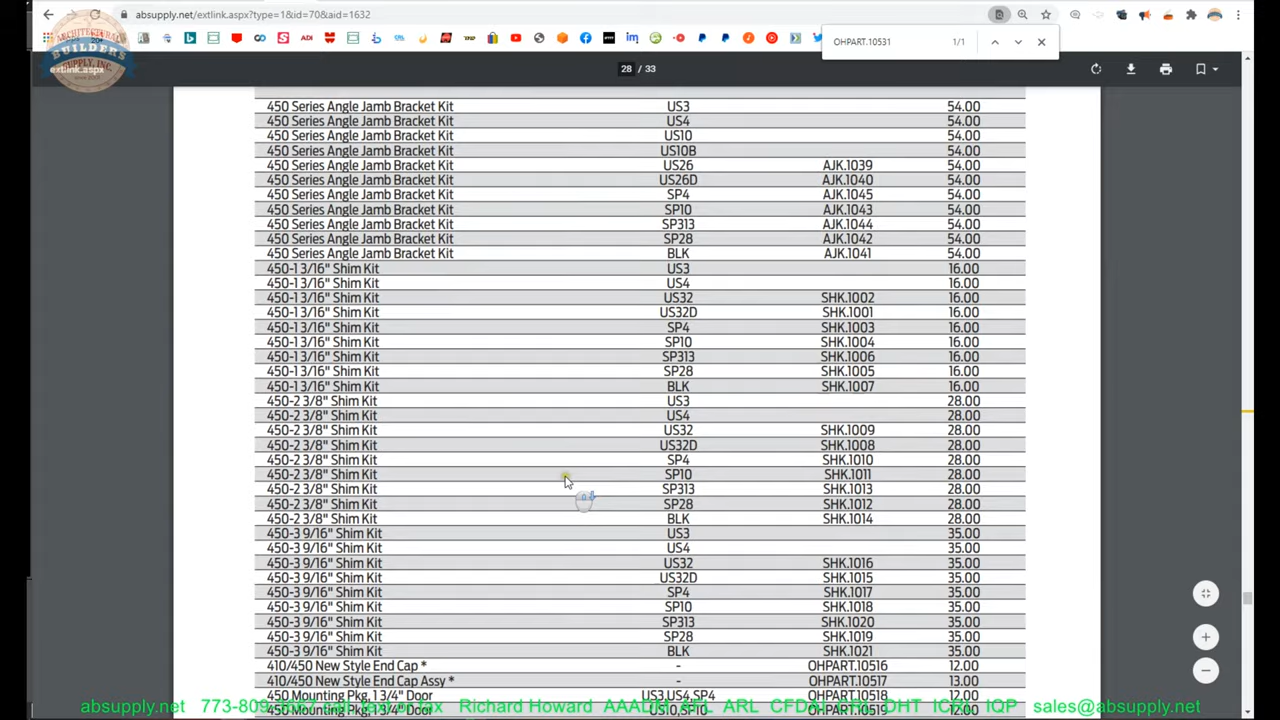 absupply.net/extlink.aspx?type=1&id=70&aid=1632
OHPART.10531 1/1
BUILDERS
extlink.aspx
28 / 33
450 Series Angle Jamb Bracket Kit US3 54.00
450 Series Angle Jamb Bracket Kit US4 54.00
450 Series Angle Jamb Bracket Kit US10 54.00
450 Series Angle Jamb Bracket Kit US10B 54.00
450 Series Angle Jamb Bracket Kit US26 AJK.1039 54.00
450 Series Angle Jamb Bracket Kit US26D AJK.1040 54.00
450 Series Angle Jamb Bracket Kit SP4 AJK.1045 54.00
450 Series Angle Jamb Bracket Kit SP10 AJK.1043 54.00
450 Series Angle Jamb Bracket Kit SP313 AJK.1044 54.00
450 Series Angle Jamb Bracket Kit SP28 AJK.1042 54.00
450 Series Angle Jamb Bracket Kit BLK AJK.1041 54.00
450-1 3/16" Shim Kit US3 16.00
450-1 3/16" Shim Kit US4 16.00
450-1 3/16" Shim Kit US32 SHK.1002 16.00
450-1 3/16" Shim Kit US32D SHK.1001 16.00
450-1 3/16" Shim Kit SP4 SHK.1003 16.00
450-1 3/16" Shim Kit SP10 SHK.1004 16.00
450-1 3/16" Shim Kit SP313 SHK.1006 16.00
450-1 3/16" Shim Kit SP28 SHK.1005 16.00
450-1 3/16" Shim Kit BLK SHK.1007 16.00
450-2 3/8" Shim Kit US3 28.00
450-2 3/8" Shim Kit US4 28.00
450-2 3/8" Shim Kit US32 SHK.1009 28.00
450-2 3/8" Shim Kit US32D SHK.1008 28.00
450-2 3/8" Shim Kit SP4 SHK.1010 28.00
450-2 3/8" Shim Kit SP10 SHK.1011 28.00
450-2 3/8" Shim Kit SP313 SHK.1013 28.00
450-2 3/8" Shim Kit SP28 SHK.1012 28.00
450-2 3/8" Shim Kit BLK SHK.1014 28.00
450-3 9/16" Shim Kit US3 35.00
450-3 9/16" Shim Kit US4 35.00
450-3 9/16" Shim Kit US32 SHK.1016 35.00
450-3 9/16" Shim Kit US32D SHK.1015 35.00
450-3 9/16" Shim Kit SP4 SHK.1017 35.00
450-3 9/16" Shim Kit SP10 SHK.1018 35.00
450-3 9/16" Shim Kit SP313 SHK.1020 35.00
450-3 9/16" Shim Kit SP28 SHK.1019 35.00
450-3 9/16" Shim Kit BLK SHK.1021 35.00
410/450 New Style End Cap * - OHPART.10516 12.00
410/450 New Style End Cap Assy * - OHPART.10517 13.00
450 Mounting Pkg, 1 3/4" Door US3,US4,SP4 OHPART.10518 12.00
450 Mounting Pkg, 1 3/4" Door US10,SP10 OHPART.10519 12.00
absupply.net Richard Howard ARL ICML IQP sales@absupply.net